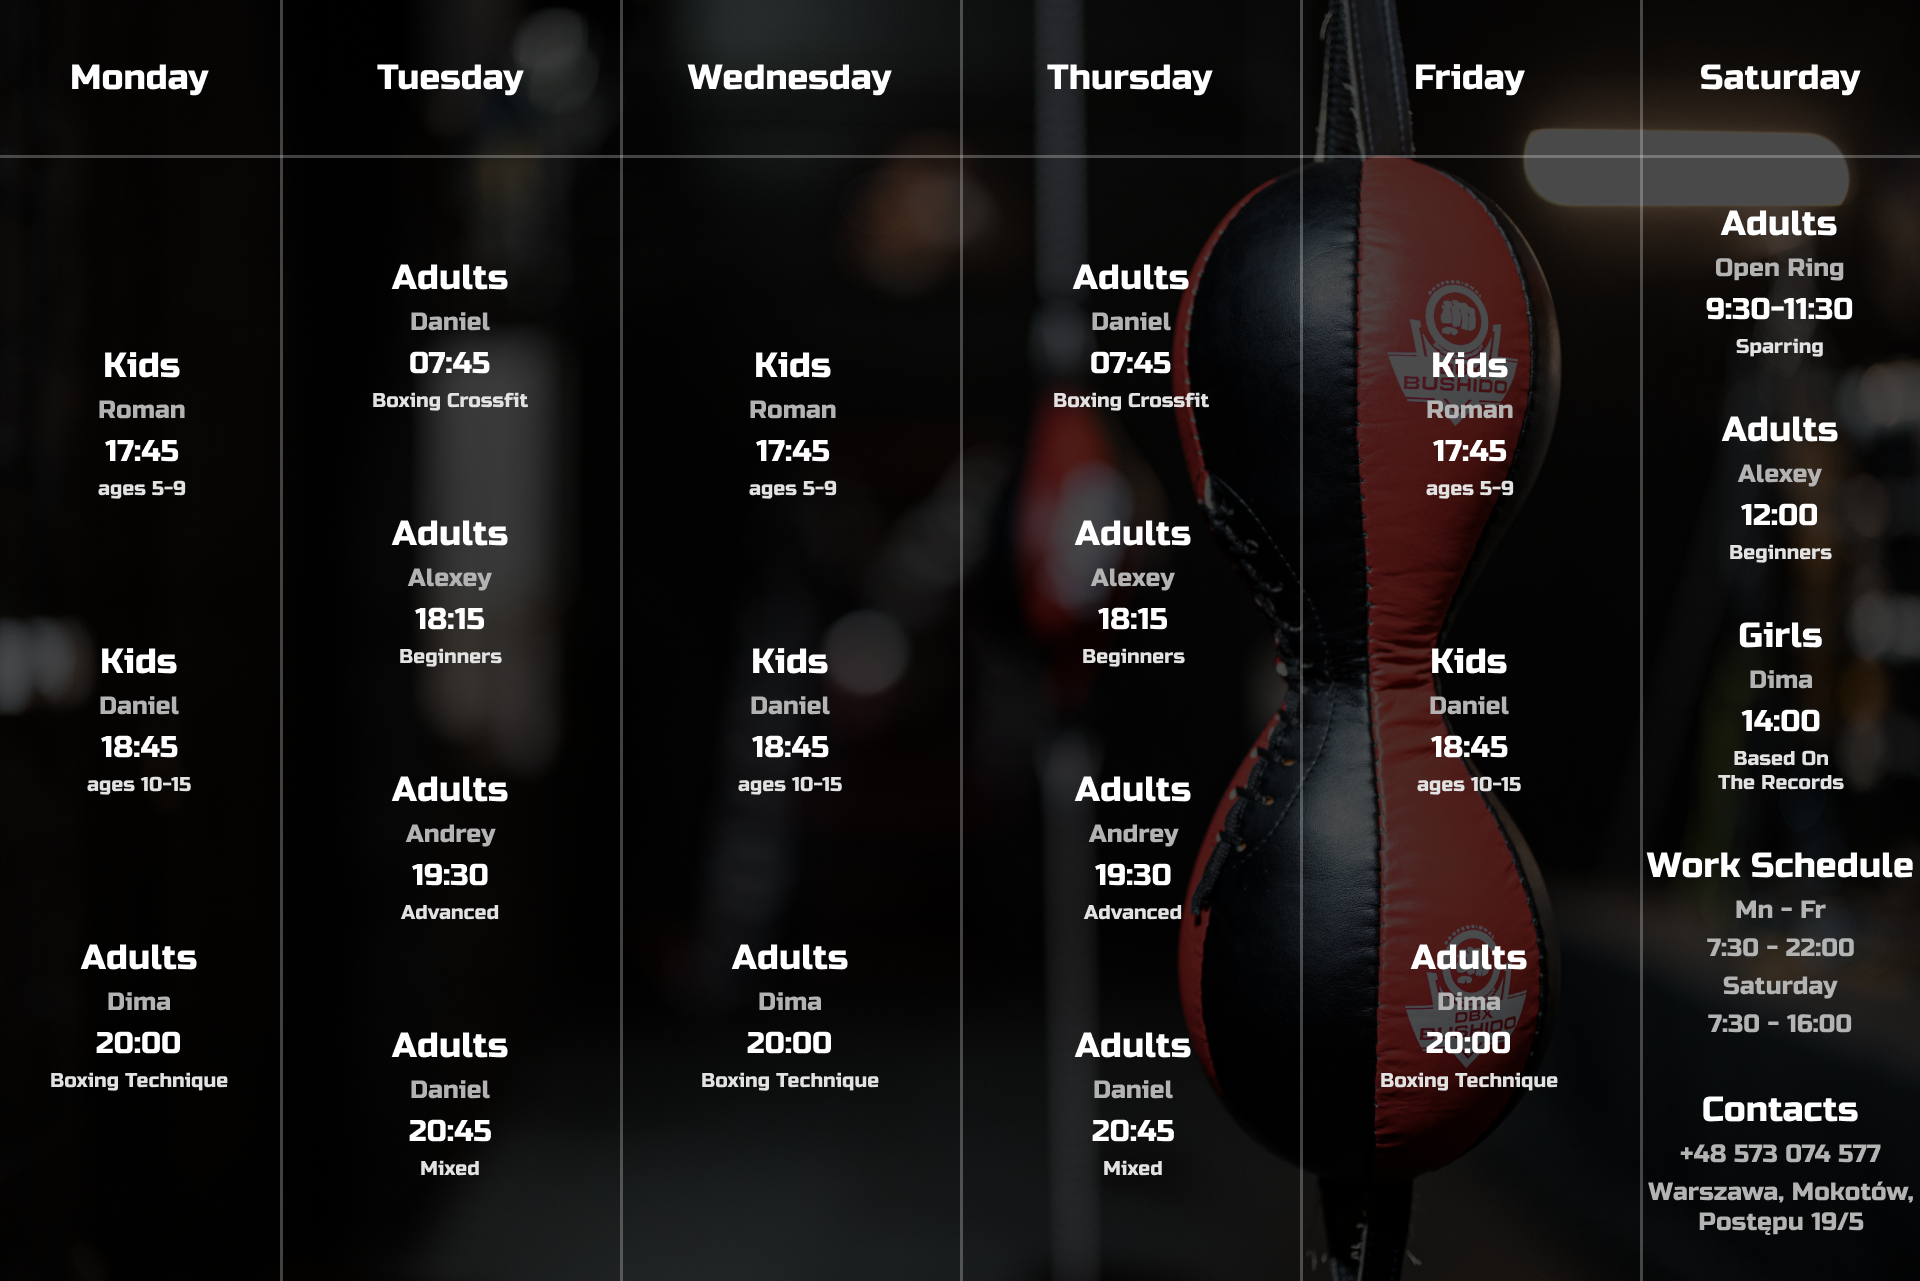 Monday
Kids
Roman
17:45
ages 5-9
Kids
Daniel
18:45
ages 10-15
Adults
Dima
20:00
Boxing Technique
Tuesday
Adults
Daniel
07:45
Boxing Crossfit
Adults
Alexey
18:15
Beginners
Adults
Andrey
19:30
Advanced
Adults
Daniel
20:45
Mixed
Wednesday
Kids
Roman
17:45
ages 5-9
Kids
Daniel
18:45
ages 10-15
Adults
Dima
20:00
Boxing Technique
Thursday
Adults
Daniel
07:45
Boxing Crossfit
Adults
Alexey
18:15
Beginners
Adults
Andrey
19:30
Advanced
Adults
Daniel
20:45
Mixed
Friday
Kids
BUSHIDO
Roman
17:45
ages 5-9
Kids
Daniel
18:45
ages 10-15
Adults
Dima
DBX
BUSHIDO
20:00
Boxing Technique
Saturday
Adults
Open Ring
9:30-11:30
Sparring
Adults
Alexey
12:00
Beginners
Girls
Dima
14:00
Based On
The Records
Work Schedule
Mn - Fr
7:30 - 22:00
Saturday
7:30 - 16:00
Contacts
+48 573 074 577
Warszawa, Mokotów,
Postępu 19/5